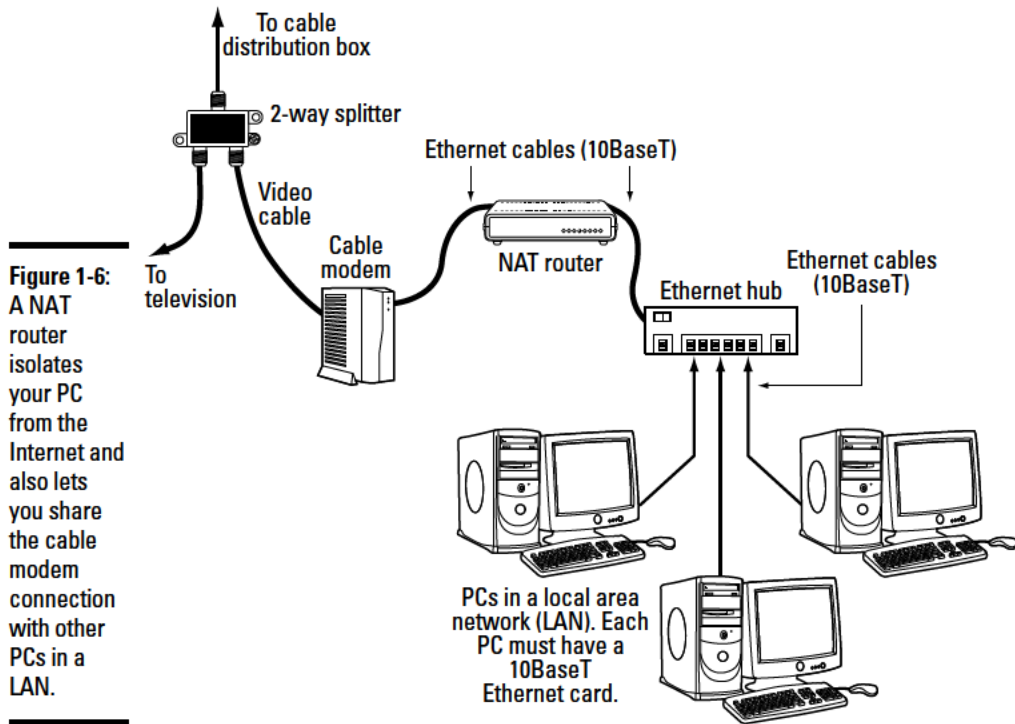 To cable
distribution box
2-way splitter
Ethernet cables (10BaseT)
Video
cable
Cable
modem
NAT router
Ethernet cables
(10BaseT)
Ethernet hub
To
television
Figure 1-6:
A NAT
router
isolates
your PC
from the
Internet and
also lets
you share
the cable
modem
connection
with other
PCs in a
LAN.
PCs in a local area
network (LAN). Each
PC must have a
10BaseT
Ethernet card.